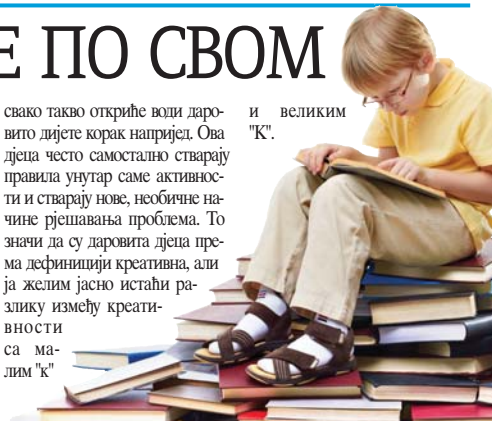 Е ПО СВОМ
свако такво откриће води даро-
вито дијете корак напријед. Ова
дјеца често самостално стварају
правила унутар саме активнос-
ти и стварају нове, необичне на-
чине рјешавања проблема. То
значи да су даровита дјеца пре-
ма дефиницији креативна, али
ја желим јасно истаћи ра-
злику између креати-
вности
са ма-
лим "к"
и великим
"К".